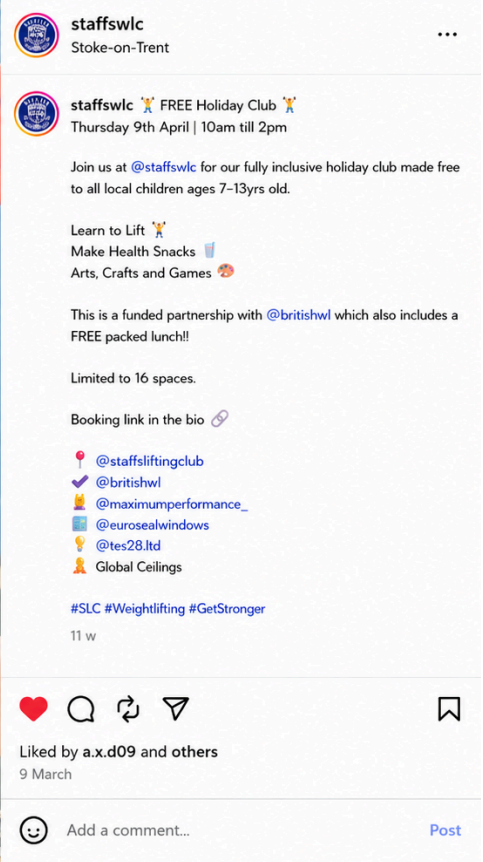 staffswlc
Stoke-on-Trent
staffswlc 🏋 FREE Holiday Club 🏋
Thursday 9th April | 10am till 2pm
Join us at @staffswlc for our fully inclusive holiday club made free
to all local children ages 7–13yrs old.
Learn to Lift 🏋
Make Health Snacks 🥤
Arts, Crafts and Games 🎨
This is a funded partnership with @britishwl which also includes a
FREE packed lunch!!
Limited to 16 spaces.
Booking link in the bio 🔗
📍 @staffsliftingclub
✔ @britishwl
@maximumperformance_
@eurosealwindows
💡 @tes28.ltd
Global Ceilings
#SLC #Weightlifting #GetStronger
11 w
Liked by a.x.d09 and others
9 March
Add a comment... Post